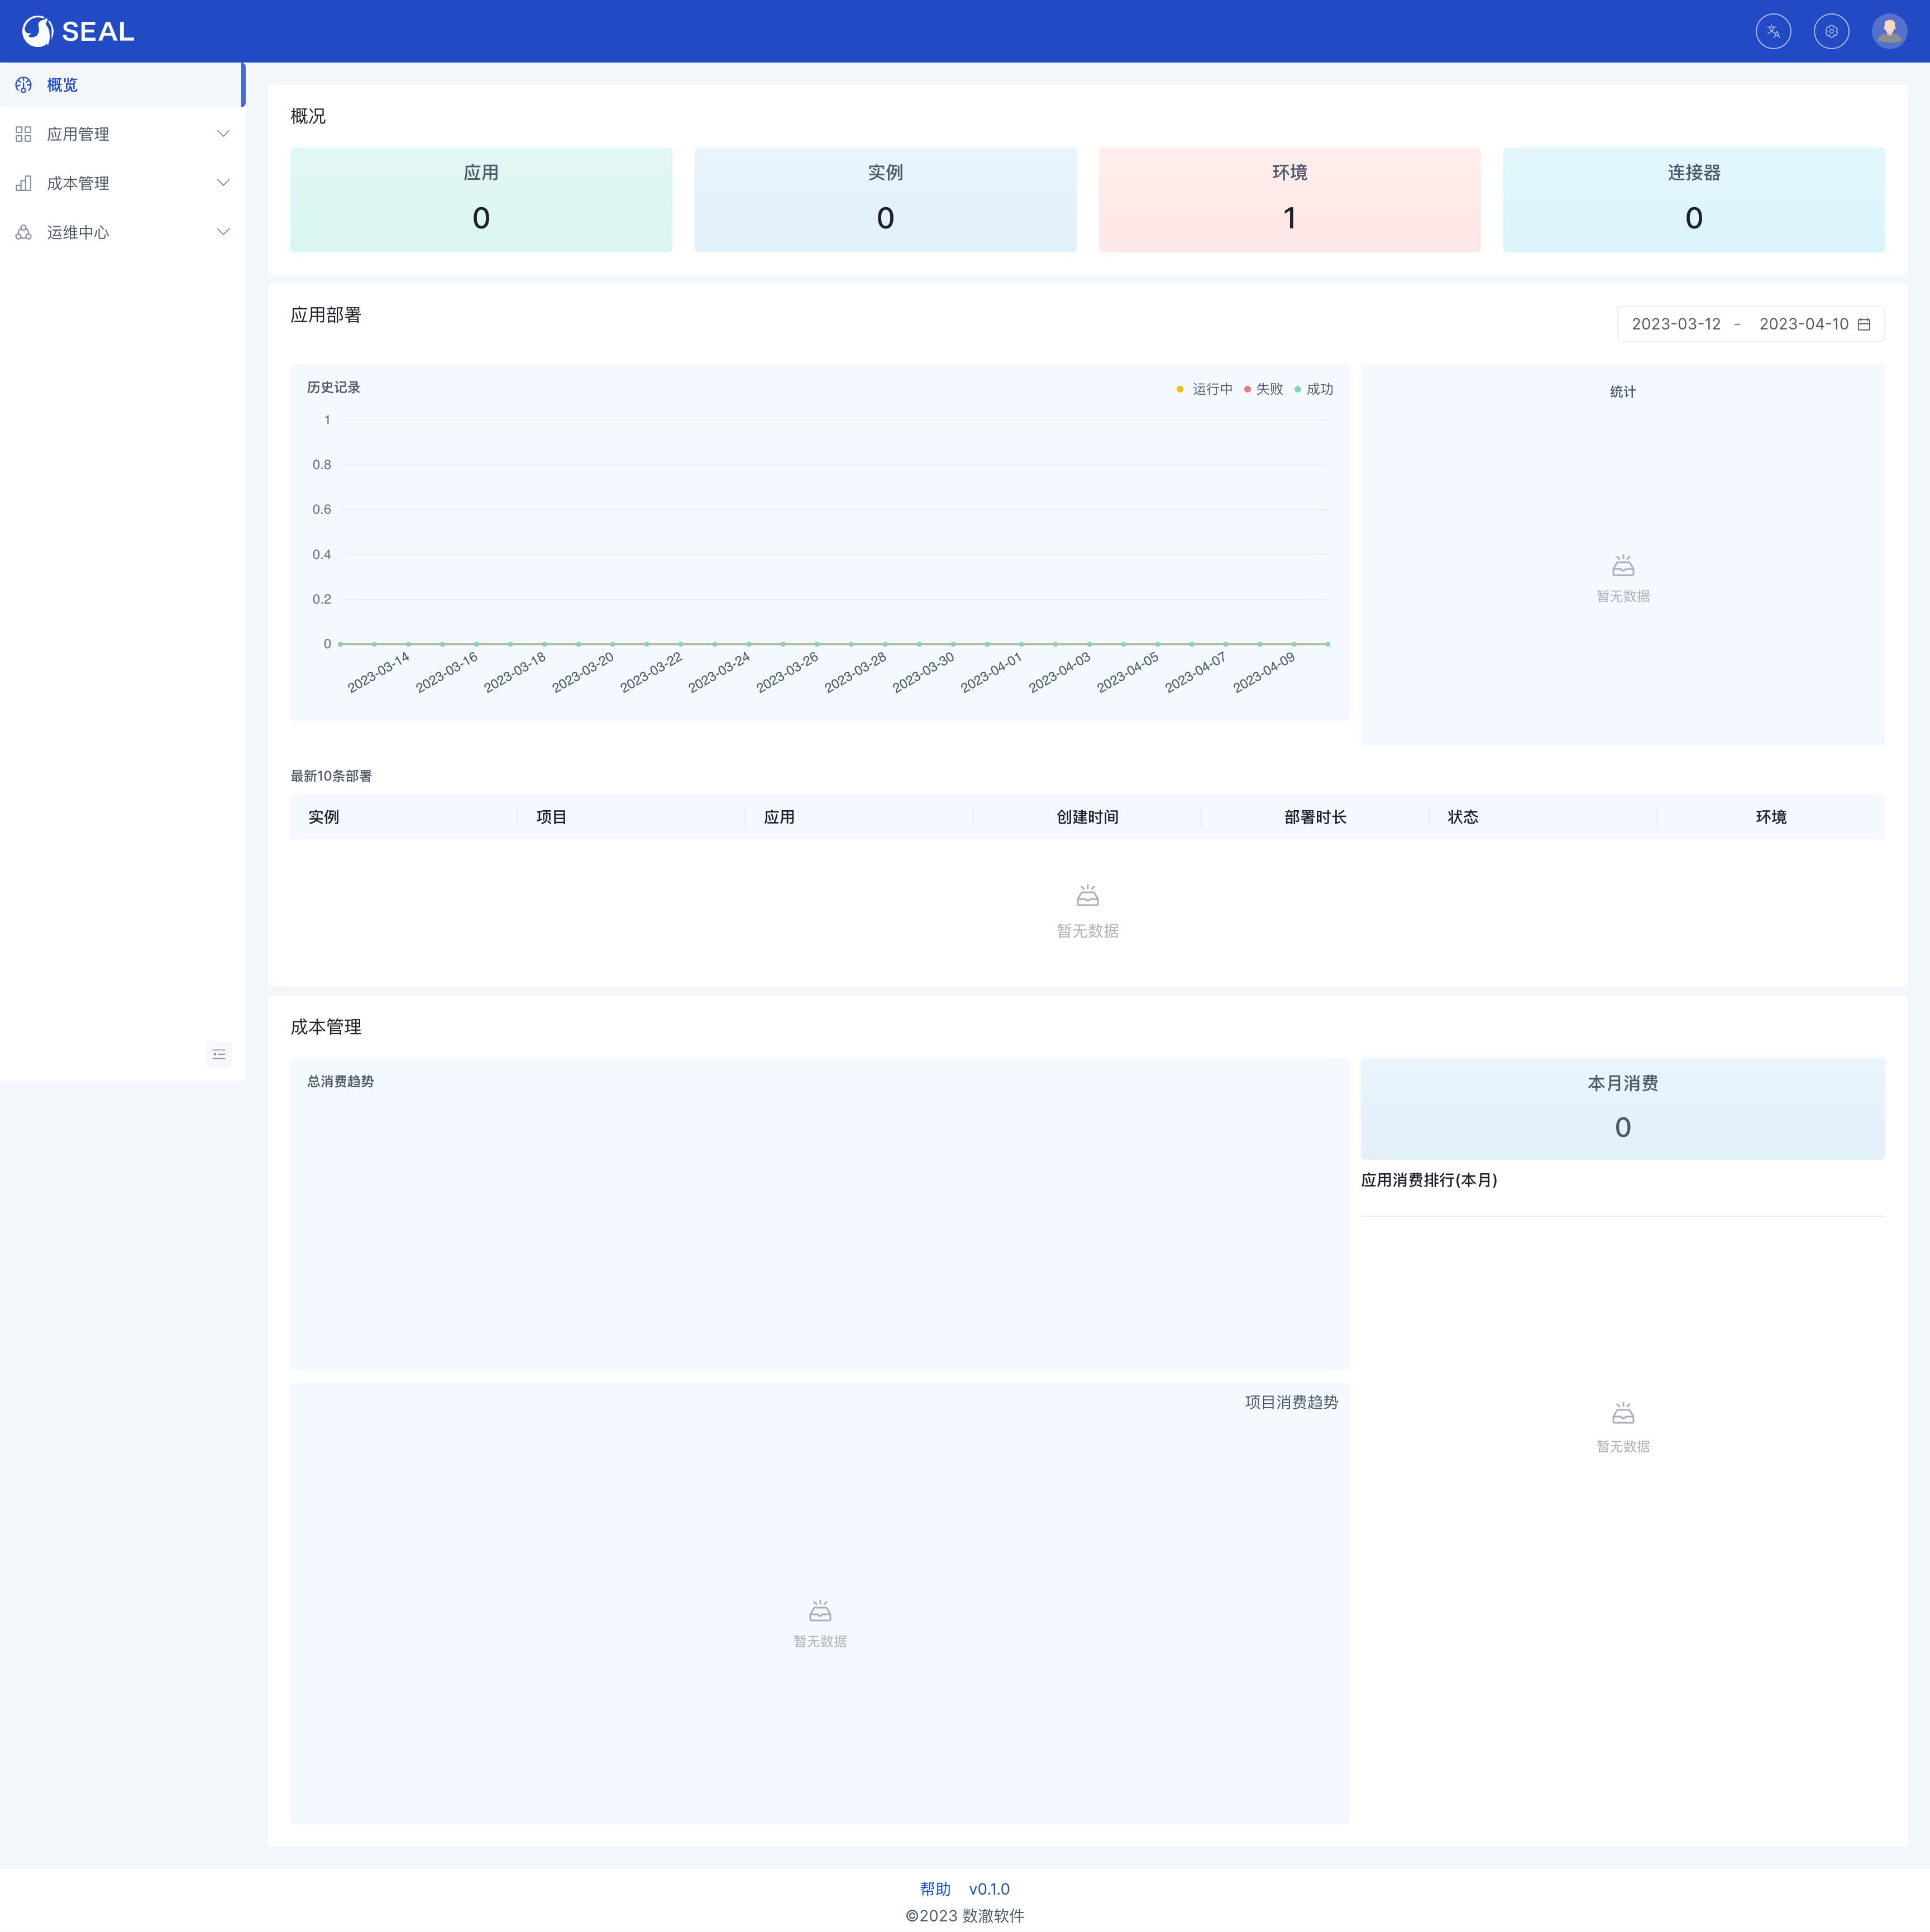 SEAL
概览
应用管理
成本管理
运维中心
概况
应用
0
实例
0
环境
1
连接器
0
应用部署
2023-03-12 - 2023-04-10
历史记录
运行中 失败 成功
1
0.8
0.6
0.4
0.2
0
2023-03-14 2023-03-16 2023-03-18 2023-03-20 2023-03-22 2023-03-24 2023-03-26 2023-03-28 2023-03-30 2023-04-01 2023-04-03 2023-04-05 2023-04-07 2023-04-09
统计
暂无数据
最新10条部署
实例 项目 应用 创建时间 部署时长 状态 环境
暂无数据
成本管理
总消费趋势
本月消费
0
应用消费排行(本月)
暂无数据
项目消费趋势
暂无数据
帮助 v0.1.0
©2023 数澈软件